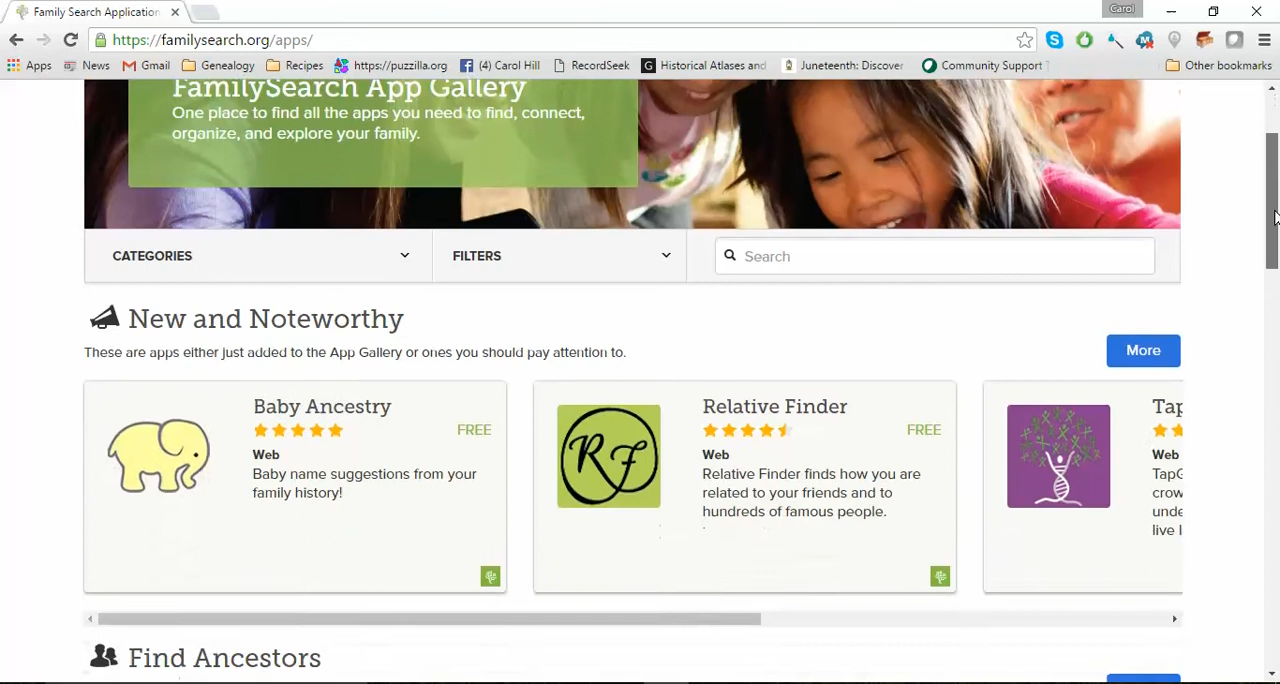 Family Search Application
Carol
https://familysearch.org/apps/
Apps News Gmail Genealogy Recipes https://puzzilla.org (4) Carol Hill RecordSeek Historical Atlases and Juneteenth: Discover Community Support Other bookmarks
FamilySearch App Gallery
One place to find all the apps you need to find, connect,
organize, and explore your family.
CATEGORIES FILTERS Search
New and Noteworthy
These are apps either just added to the App Gallery or ones you should pay attention to.
More
Baby Ancestry
FREE
Web
Baby name suggestions from your
family history!
RF
Relative Finder
FREE
Web
Relative Finder finds how you are
related to your friends and to
hundreds of famous people.
Tap
Web
TapG
crow
unde
live l
Find Ancestors